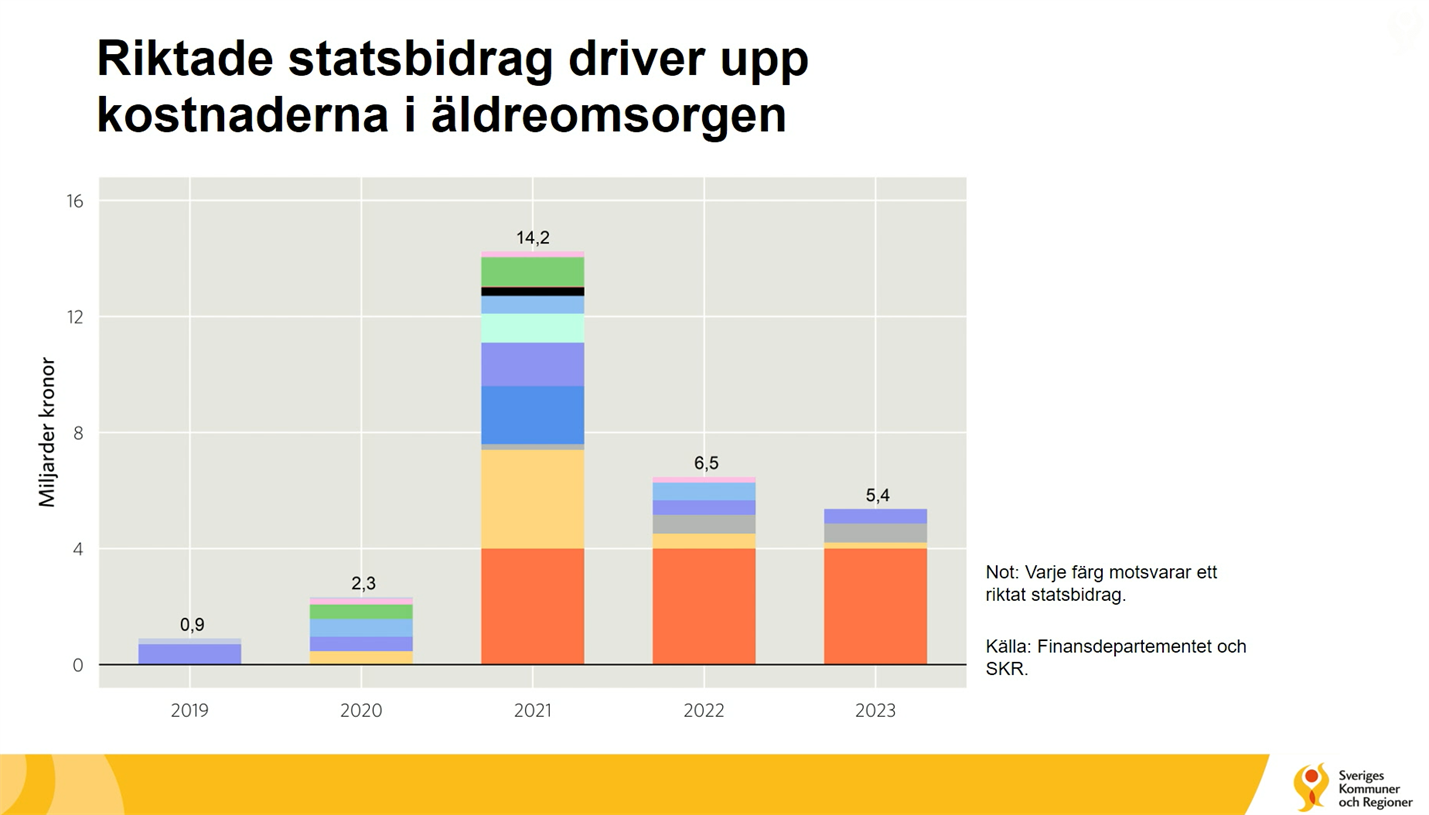 Riktade statsbidrag driver upp
kostnaderna i äldreomsorgen
Miljarder kronor
16
12
8
4
0
0,9
2,3
14,2
6,5
5,4
2019
2020
2021
2022
2023
Not: Varje färg motsvarar ett
riktat statsbidrag.
Källa: Finansdepartementet och
SKR.
Sveriges
Kommuner
och Regioner